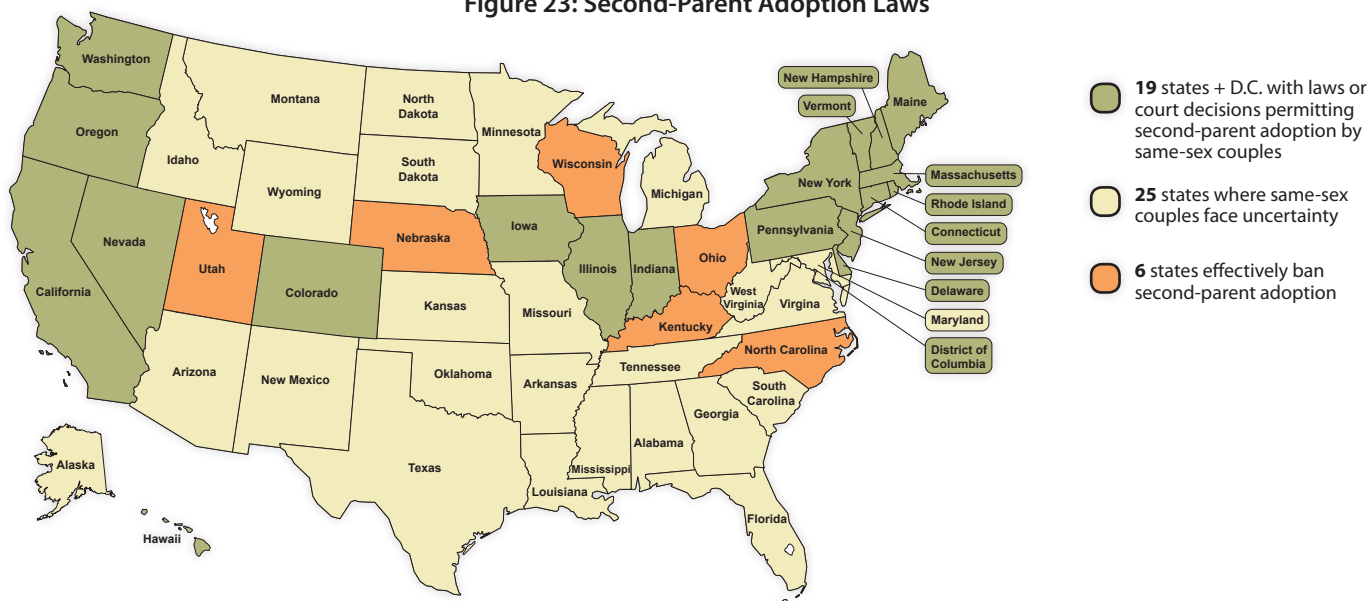 Figure 23: Second-Parent Adoption Laws
Washington
Oregon
California
Nevada
Idaho
Montana
Wyoming
Utah
Colorado
Arizona
New Mexico
North
Dakota
South
Dakota
Nebraska
Kansas
Oklahoma
Texas
Minnesota
Iowa
Missouri
Arkansas
Louisiana
Wisconsin
Illinois
Michigan
Indiana
Ohio
Kentucky
Tennessee
Mississippi
Alabama
Georgia
Florida
South
Carolina
North Carolina
Virgina
West
Virginia
Pennsylvania
New York
Maine
New Hampshire
Vermont
Massachusetts
Rhode Island
Connecticut
New Jersey
Delaware
Maryland
District of
Columbia
Alaska
Hawaii
19 states + D.C. with laws or
court decisions permitting
second-parent adoption by
same-sex couples
25 states where same-sex
couples face uncertainty
6 states effectively ban
second-parent adoption